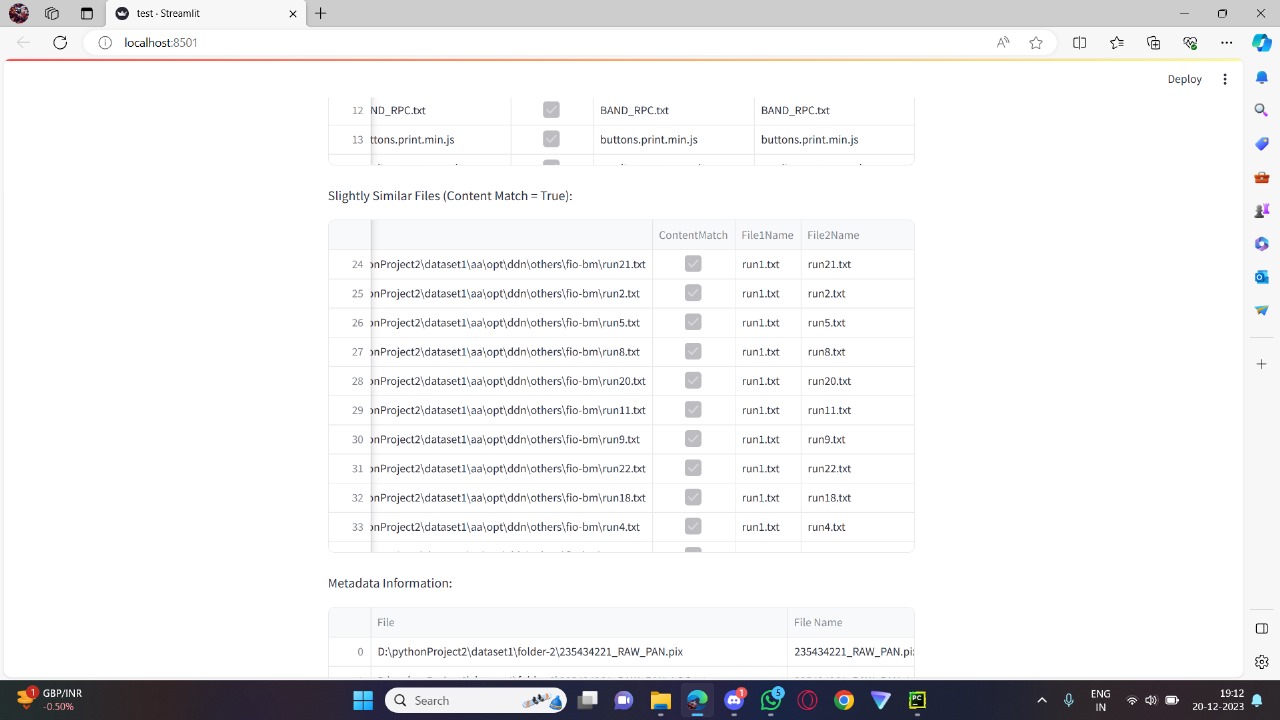 test - Streamlit
localhost:8501
Deploy
12 ND_RPC.txt BAND_RPC.txt BAND_RPC.txt
13 ttons.print.min.js buttons.print.min.js buttons.print.min.js
Slightly Similar Files (Content Match = True):
ContentMatch File1Name File2Name
24 onProject2\dataset1\aa\opt\ddn\others\fio-bm\run21.txt run1.txt run21.txt
25 onProject2\dataset1\aa\opt\ddn\others\fio-bm\run2.txt run1.txt run2.txt
26 onProject2\dataset1\aa\opt\ddn\others\fio-bm\run5.txt run1.txt run5.txt
27 onProject2\dataset1\aa\opt\ddn\others\fio-bm\run8.txt run1.txt run8.txt
28 onProject2\dataset1\aa\opt\ddn\others\fio-bm\run20.txt run1.txt run20.txt
29 onProject2\dataset1\aa\opt\ddn\others\fio-bm\run11.txt run1.txt run11.txt
30 onProject2\dataset1\aa\opt\ddn\others\fio-bm\run9.txt run1.txt run9.txt
31 onProject2\dataset1\aa\opt\ddn\others\fio-bm\run22.txt run1.txt run22.txt
32 onProject2\dataset1\aa\opt\ddn\others\fio-bm\run18.txt run1.txt run18.txt
33 onProject2\dataset1\aa\opt\ddn\others\fio-bm\run4.txt run1.txt run4.txt
Metadata Information:
File File Name
0 D:\pythonProject2\dataset1\folder-2\235434221_RAW_PAN.pix 235434221_RAW_PAN.pi
1 GBP/INR
-0.50%
Search
1
5
PC
ENG
IN
19:12
20-12-2023